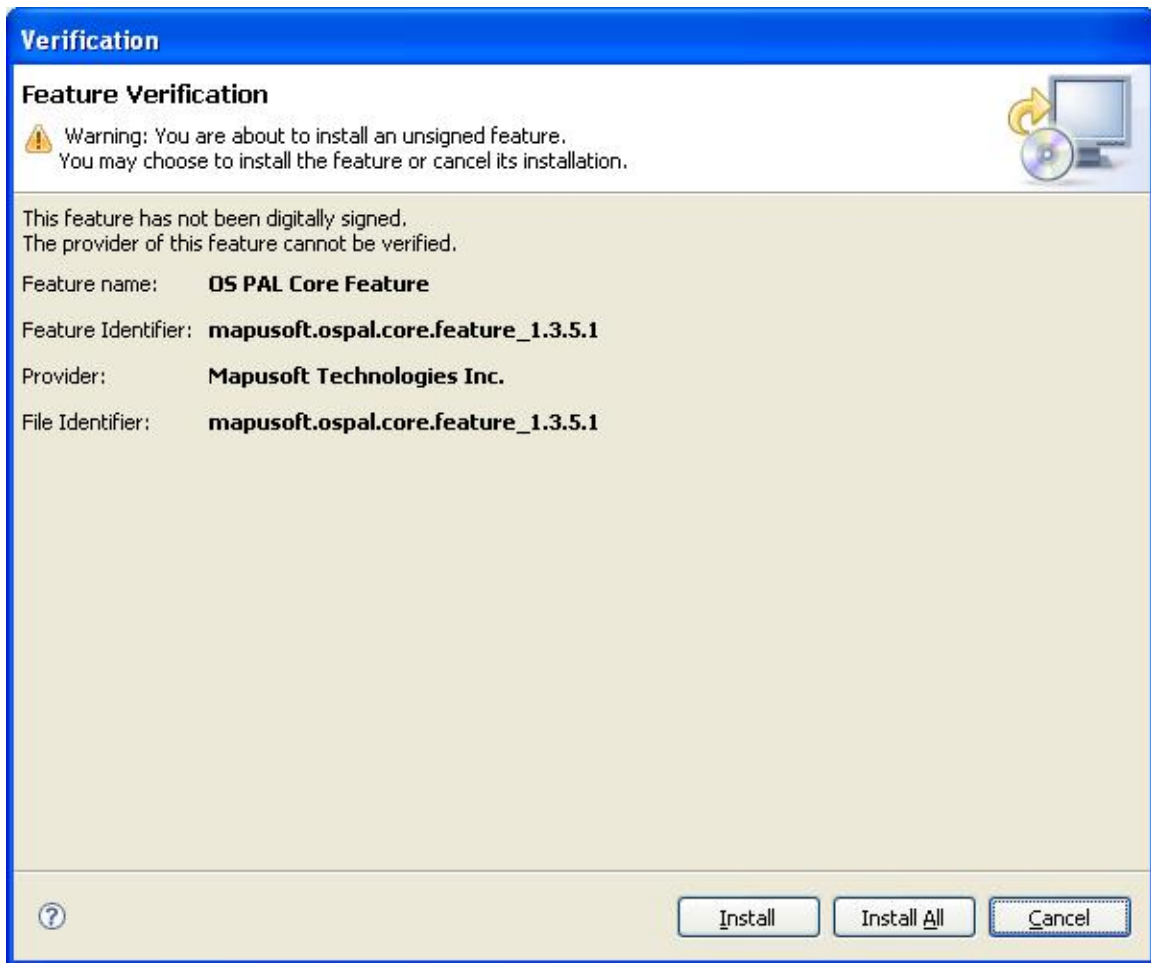 Verification
Feature Verification
Warning: You are about to install an unsigned feature.
You may choose to install the feature or cancel its installation.
This feature has not been digitally signed.
The provider of this feature cannot be verified.
Feature name: OS PAL Core Feature
Feature Identifier: mapusoft.ospal.core.feature_1.3.5.1
Provider: Mapusoft Technologies Inc.
File Identifier: mapusoft.ospal.core.feature_1.3.5.1
? Install Install All Cancel